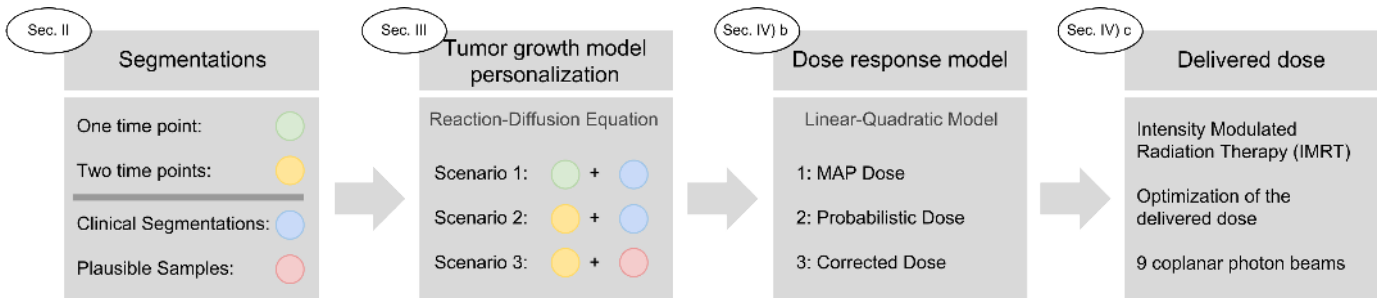 Sec. II
Segmentations
One time point:
Two time points:
Clinical Segmentations:
Plausible Samples:
Sec. III
Tumor growth model
personalization
Reaction-Diffusion Equation
Scenario 1: +
Scenario 2: +
Scenario 3: +
Sec. IV) b
Dose response model
Linear-Quadratic Model
1: MAP Dose
2: Probabilistic Dose
3: Corrected Dose
Sec. IV) c
Delivered dose
Intensity Modulated
Radiation Therapy (IMRT)
Optimization of the
delivered dose
9 coplanar photon beams